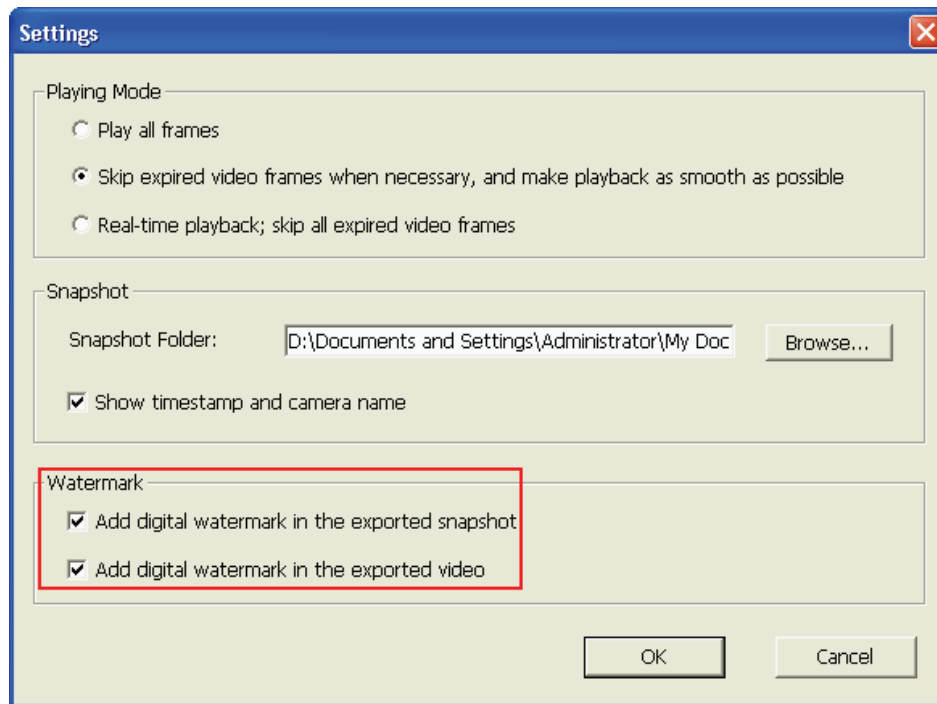 Settings
Playing Mode
Play all frames
Skip expired video frames when necessary, and make playback as smooth as possible
Real-time playback; skip all expired video frames
Snapshot
Snapshot Folder: D:\Documents and Settings\Administrator\My Doc Browse...
Show timestamp and camera name
Watermark
Add digital watermark in the exported snapshot
Add digital watermark in the exported video
OK Cancel